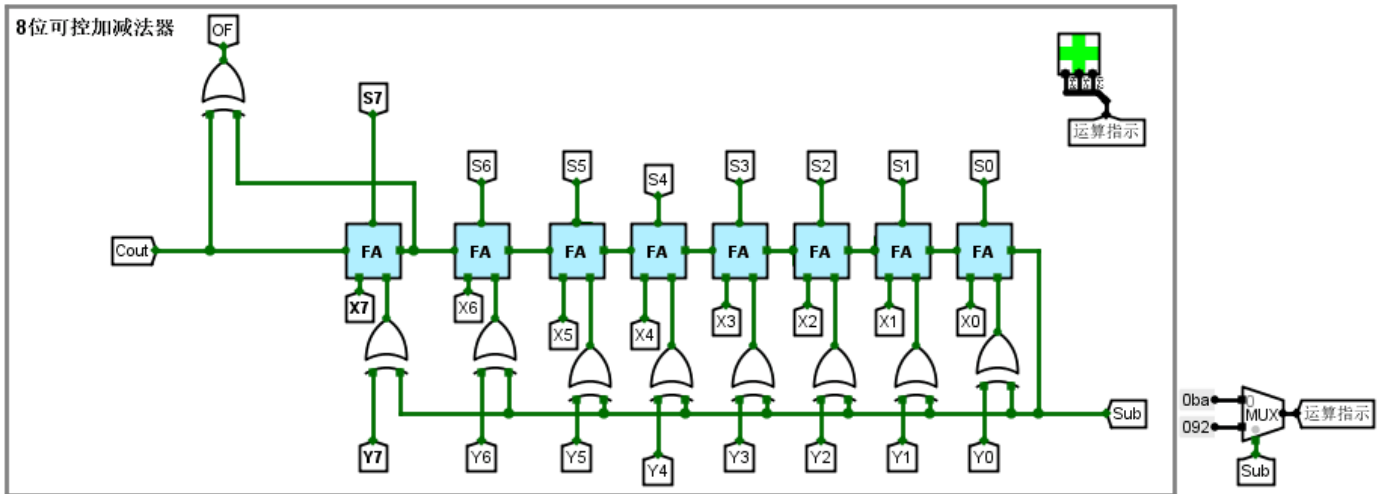 8位可控加减法器
OF
S7
S6 S5 S4 S3 S2 S1 S0
运算指示
Cout FA FA FA FA FA FA FA FA
X7 X6 X5 X4 X3 X2 X1 X0
Sub
Y7 Y6 Y5 Y4 Y3 Y2 Y1 Y0
0ba 0
092 MUX 运算指示
Sub